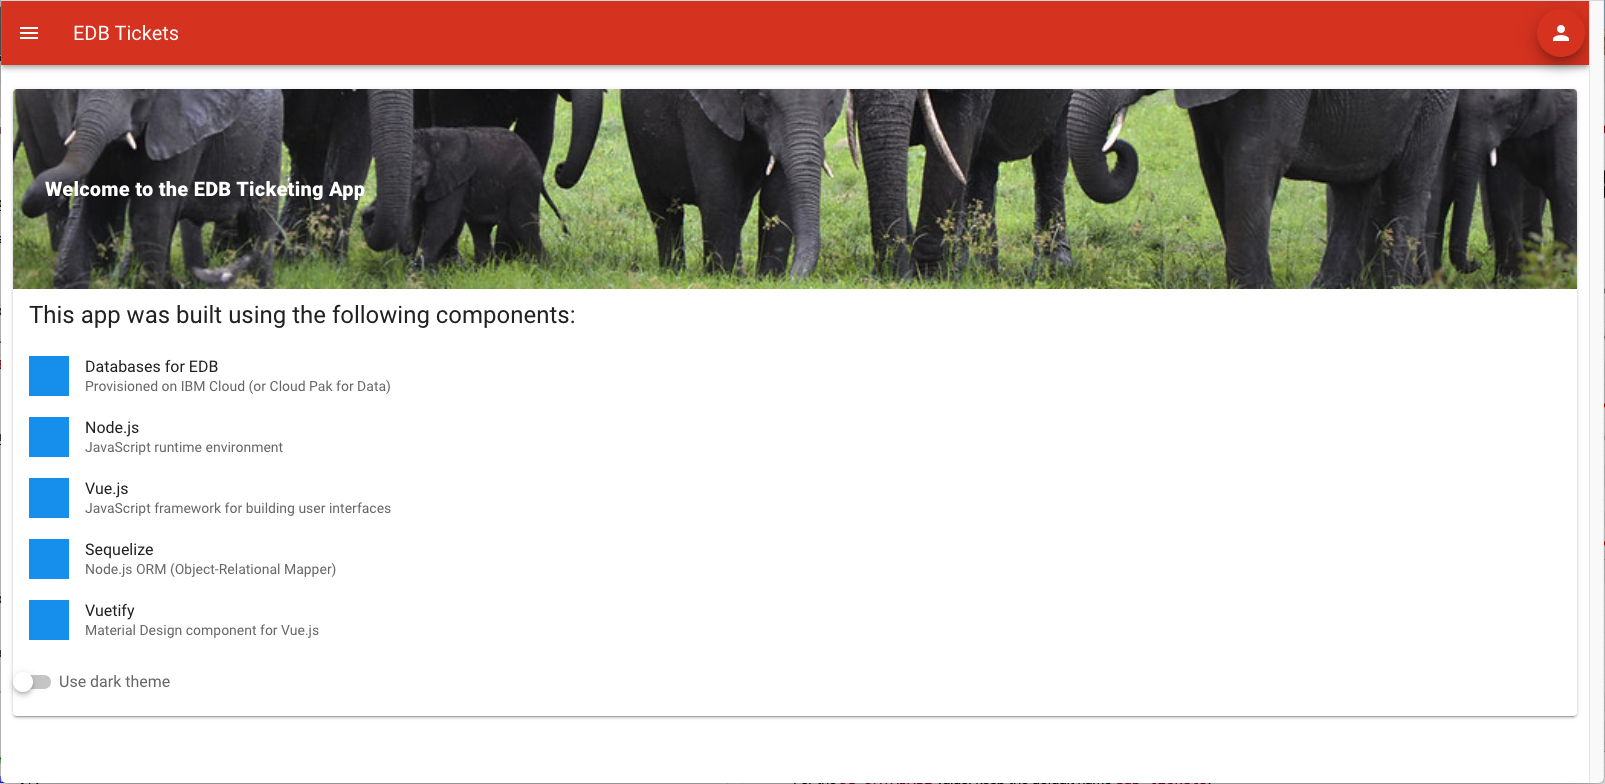 EDB Tickets
Welcome to the EDB Ticketing App
This app was built using the following components:
Databases for EDB
Provisioned on IBM Cloud (or Cloud Pak for Data)
Node.js
JavaScript runtime environment
Vue.js
JavaScript framework for building user interfaces
Sequelize
Node.js ORM (Object-Relational Mapper)
Vuetify
Material Design component for Vue.js
Use dark theme